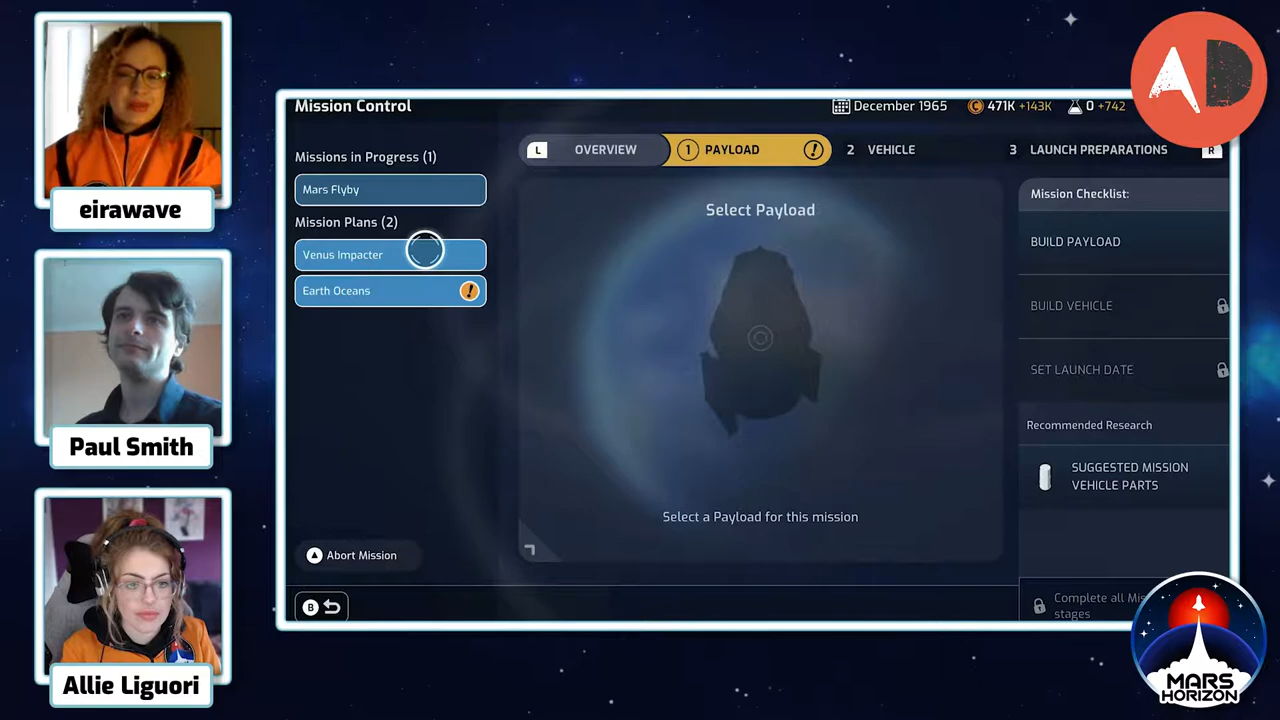 eirawave
Paul Smith
Allie Liguori
Mission Control
December 1965
471K +143K
0 +742
Missions in Progress (1)
Mars Flyby
Mission Plans (2)
Venus Impacter
Earth Oceans
!
L
OVERVIEW
1 PAYLOAD
!
2 VEHICLE
3 LAUNCH PREPARATIONS
R
Select Payload
Select a Payload for this mission
Mission Checklist:
BUILD PAYLOAD
BUILD VEHICLE
SET LAUNCH DATE
Recommended Research
SUGGESTED MISSION
VEHICLE PARTS
Complete all Mis
stages
Abort Mission
B
AD
MARS
HORIZON